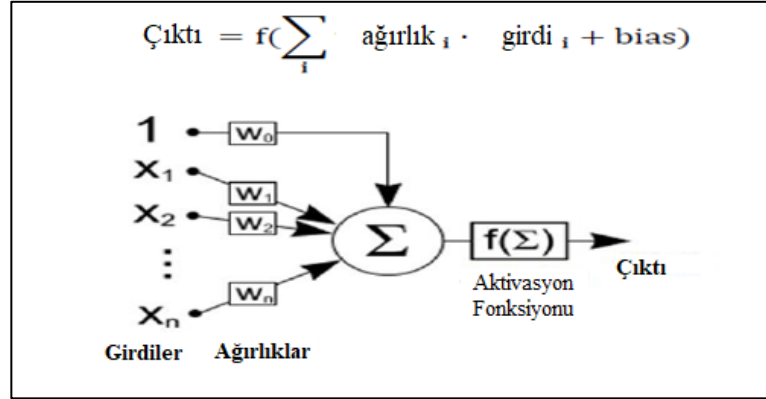 Çıktı = f(∑ᵢ ağırlık ᵢ · girdi ᵢ + bias)
1 w₀
x₁ w₁
x₂ w₂
⋮
xₙ wₙ
Σ f(Σ) Çıktı
Aktivasyon
Fonksiyonu
Girdiler Ağırlıklar